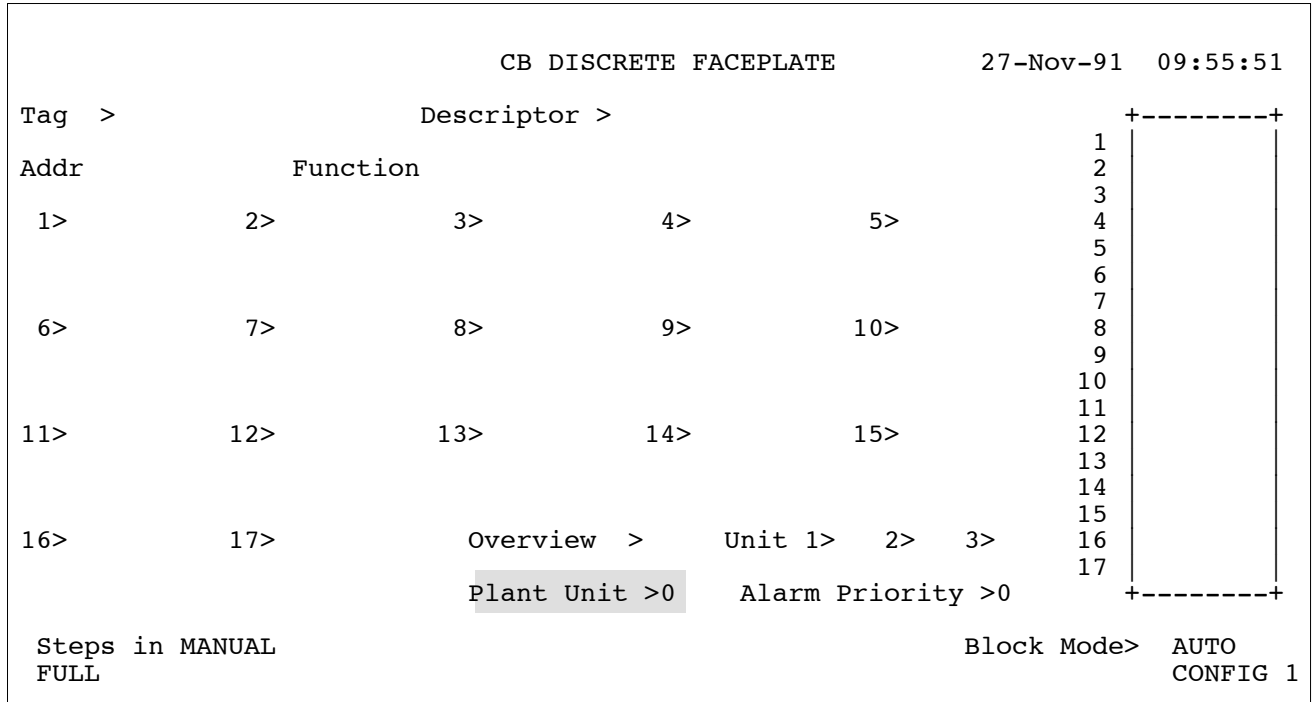 CB DISCRETE FACEPLATE 27-Nov-91 09:55:51
Tag > Descriptor > +--------+
1
Addr Function 2
3
1> 2> 3> 4> 5> 4
5
6
7
6> 7> 8> 9> 10> 8
9
10
11
11> 12> 13> 14> 15> 12
13
14
15
16> 17> Overview > Unit 1> 2> 3> 16
17
Plant Unit >0 Alarm Priority >0 +--------+
Steps in MANUAL Block Mode> AUTO
FULL CONFIG 1